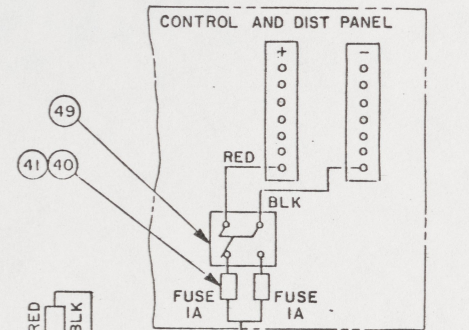 CONTROL AND DIST PANEL
+ -
49
41 40
RED
BLK
FUSE
1A
FUSE
1A
RED
BLK